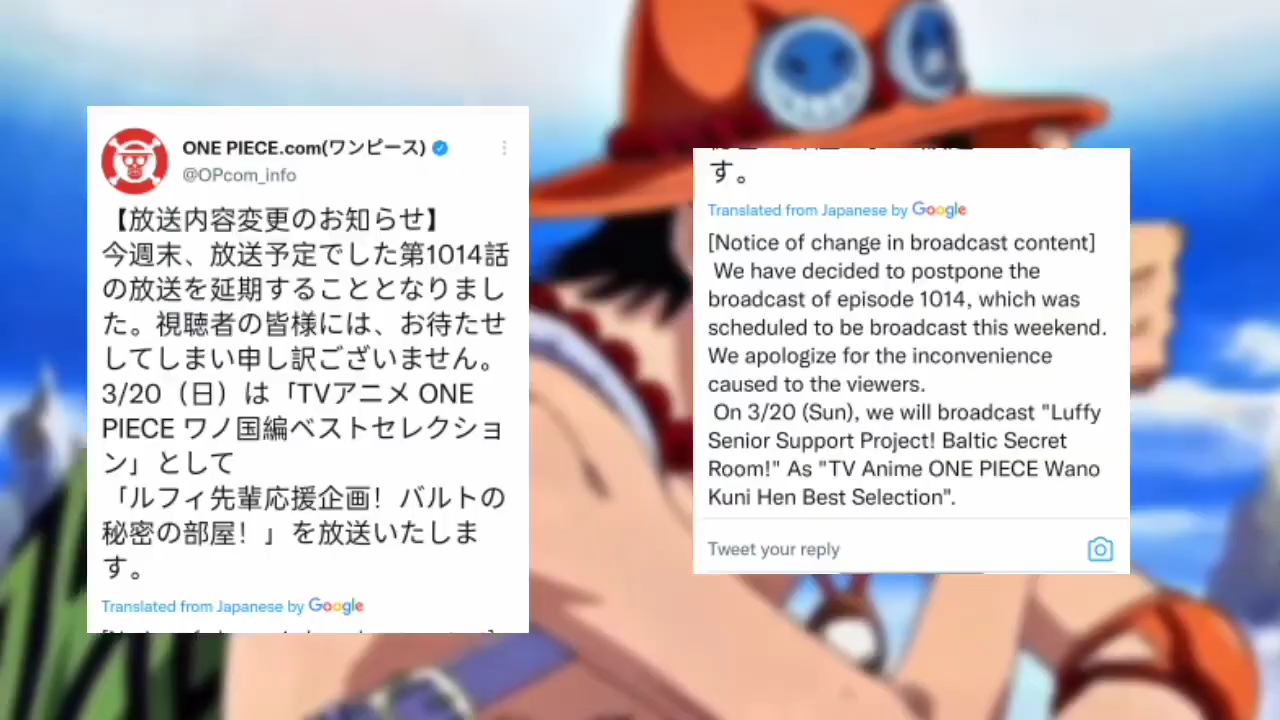 ONE PIECE.com(ワンピース)
@OPcom_info
【放送内容変更のお知らせ】
今週末、放送予定でした第1014話
の放送を延期することとなりまし
た。視聴者の皆様には、お待たせ
してしまい申し訳ございません。
3/20（日）は「TVアニメ ONE
PIECE ワノ国編ベストセレクショ
ン」として
「ルフィ先輩応援企画！バルトの
秘密の部屋！」を放送いたしま
す。
Translated from Japanese by Google
す。
Translated from Japanese by Google
[Notice of change in broadcast content]
We have decided to postpone the
broadcast of episode 1014, which was
scheduled to be broadcast this weekend.
We apologize for the inconvenience
caused to the viewers.
On 3/20 (Sun), we will broadcast "Luffy
Senior Support Project! Baltic Secret
Room!" As "TV Anime ONE PIECE Wano
Kuni Hen Best Selection".
Tweet your reply